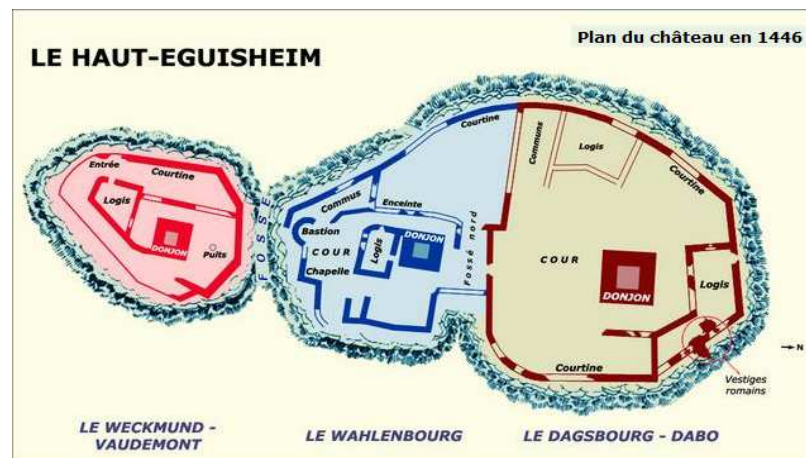 Plan du château en 1446
LE HAUT-EGUISHEIM
Courtine
Communs
Logis
Courtine
Entrée
Courtine
Logis
DONJON
Puits
FOSSE
Commus
Enceinte
Bastion
COUR
Logis
DONJON
Chapelle
Fossé nord
COUR
DONJON
Logis
Courtine
N
Vestiges
romains
LE WECKMUND -
VAUDEMONT
LE WAHLENBOURG
LE DAGSBOURG - DABO